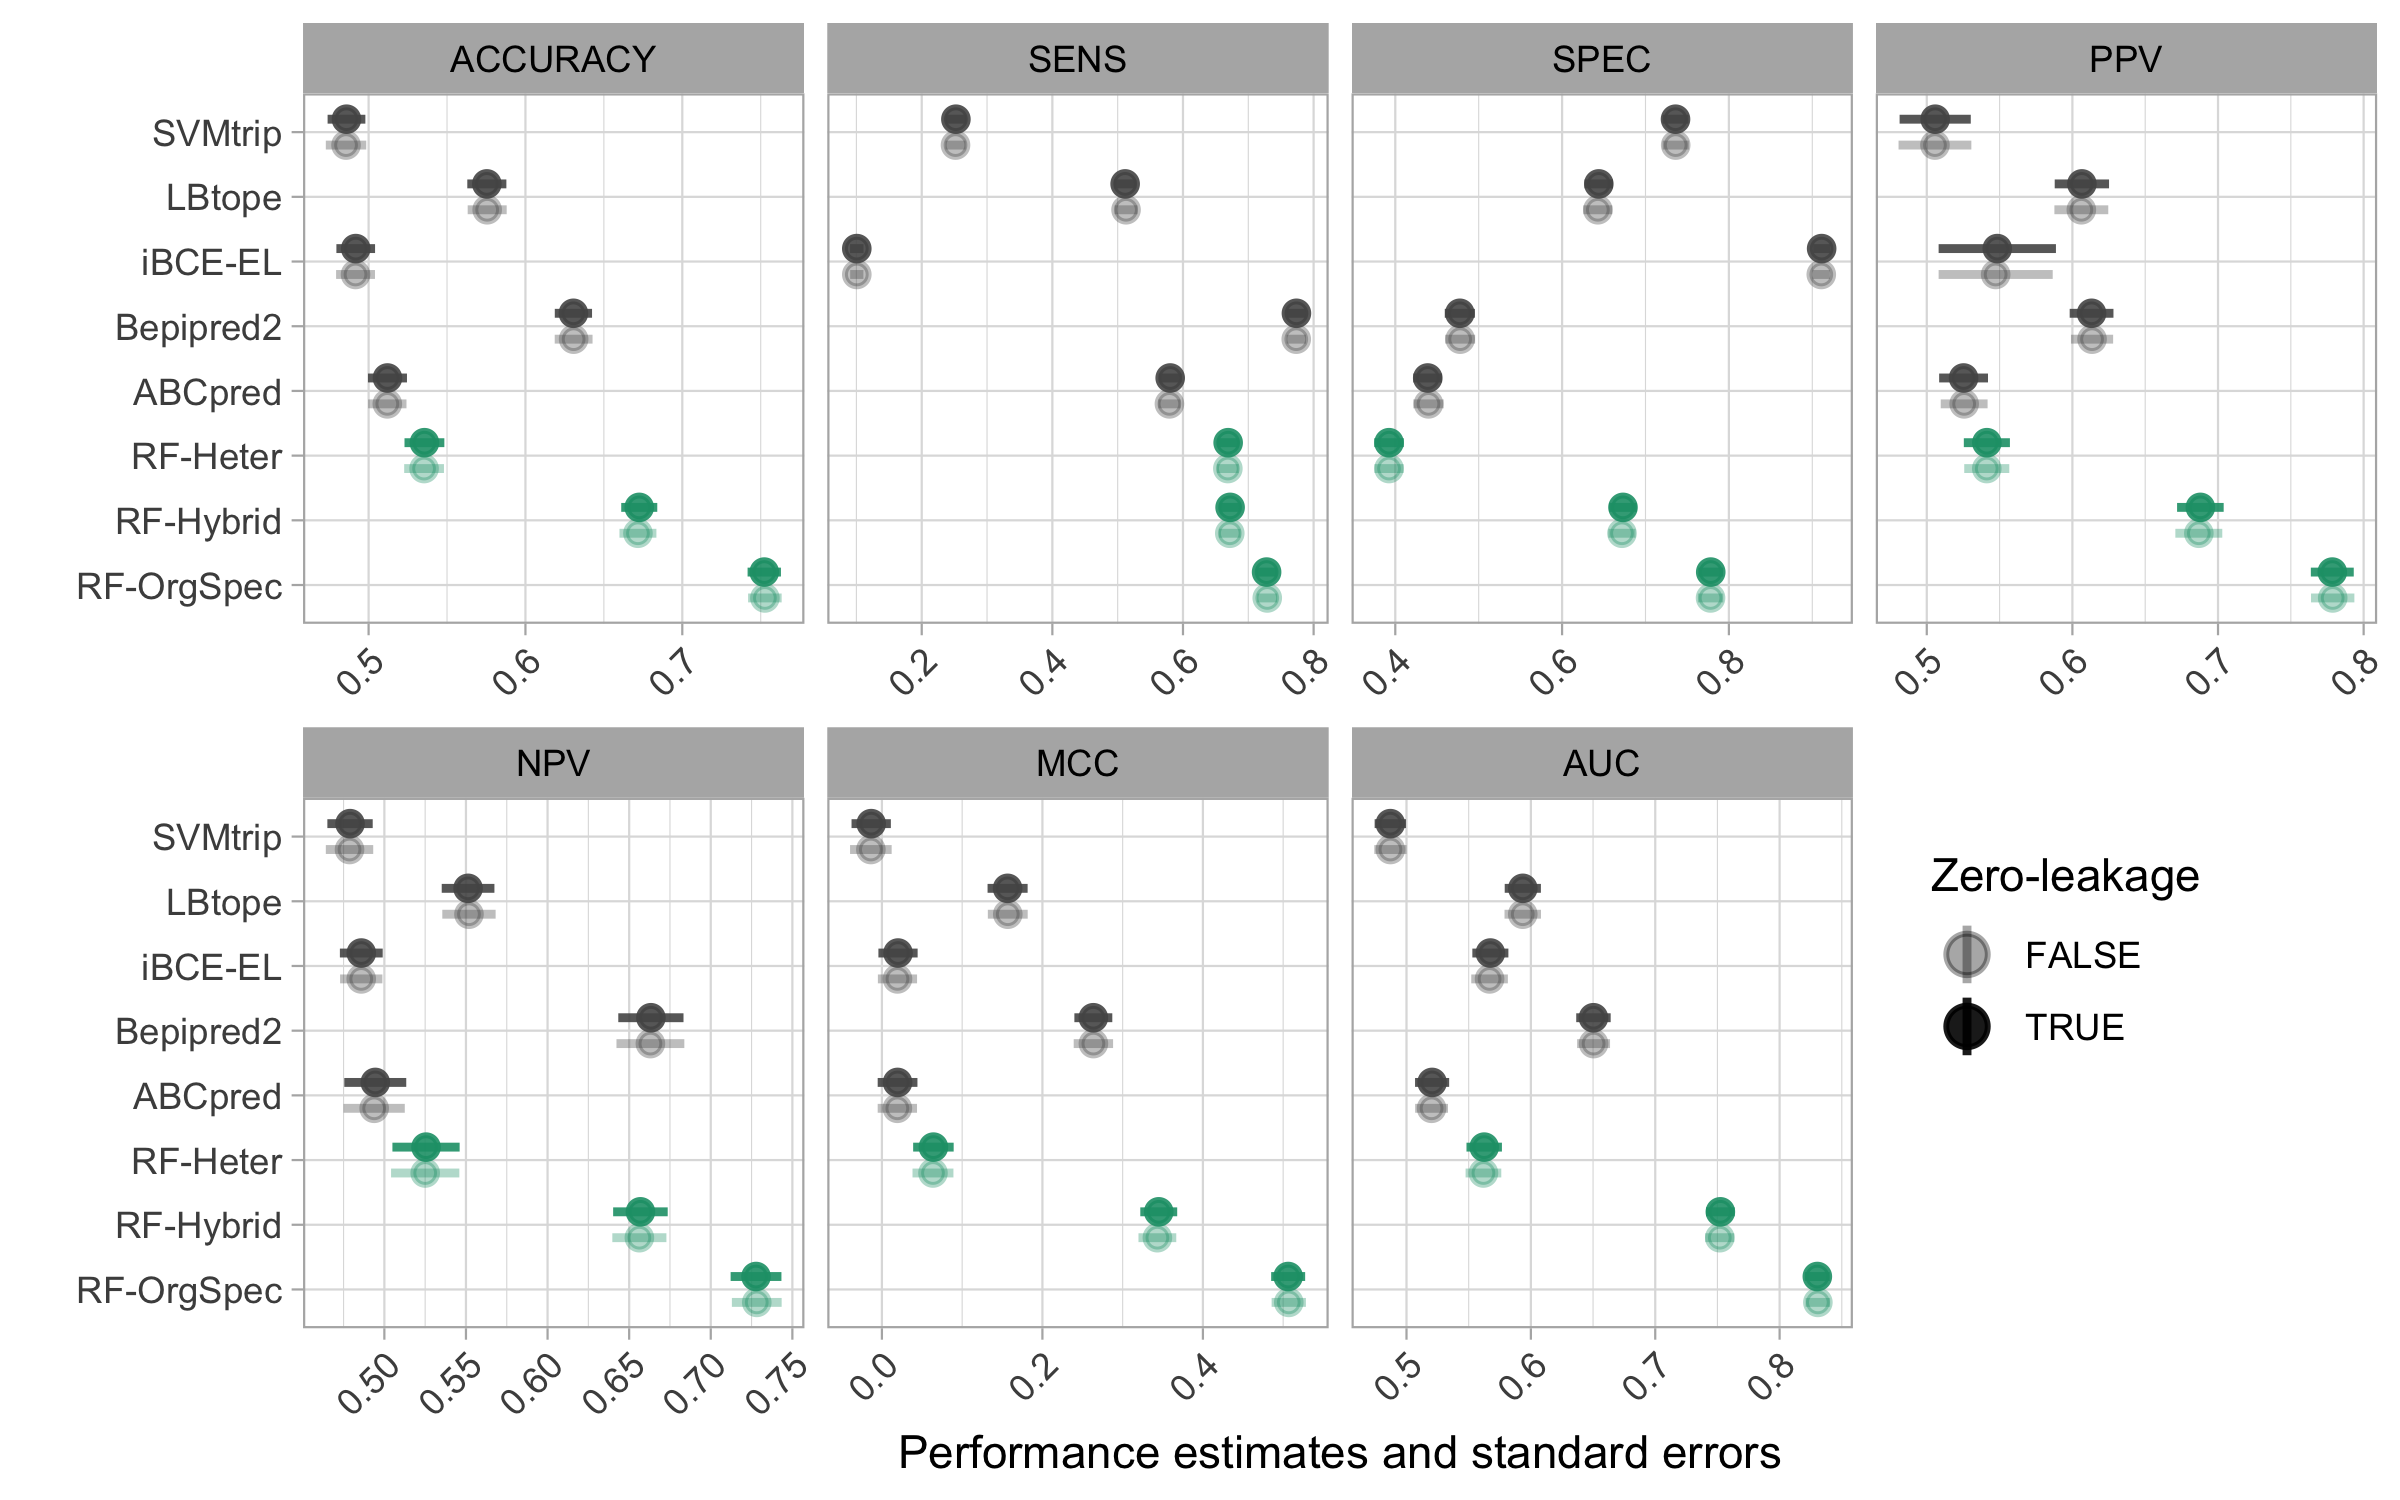 ACCURACY SENS SPEC PPV
SVMtrip
LBtope
iBCE-EL
Bepipred2
ABCpred
RF-Heter
RF-Hybrid
RF-OrgSpec
0.5 0.6 0.7 0.2 0.4 0.6 0.8 0.4 0.6 0.8 0.5 0.6 0.7 0.8
NPV MCC AUC
SVMtrip
LBtope
iBCE-EL
Bepipred2
ABCpred
RF-Heter
RF-Hybrid
RF-OrgSpec
0.50 0.55 0.60 0.65 0.70 0.75 0.0 0.2 0.4 0.5 0.6 0.7 0.8
Performance estimates and standard errors
Zero-leakage
FALSE
TRUE